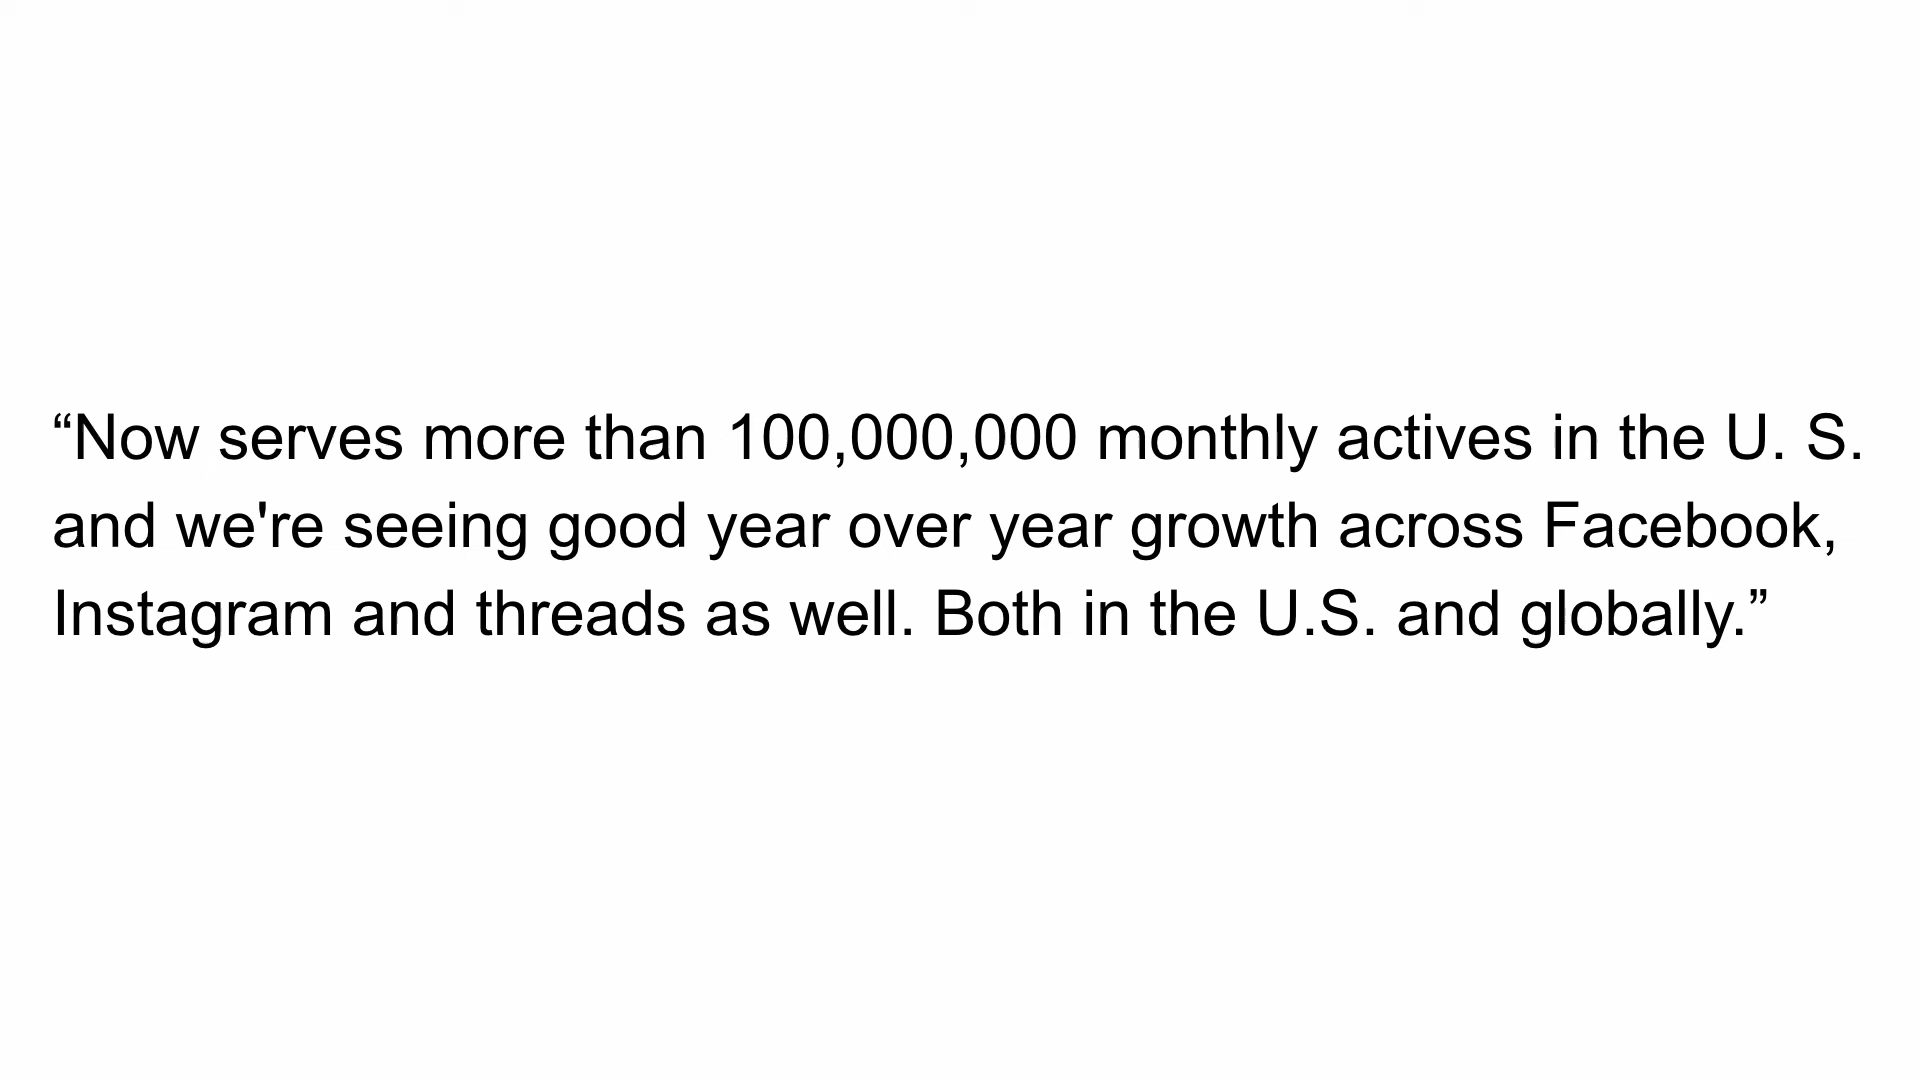 “Now serves more than 100,000,000 monthly actives in the U. S.
and we're seeing good year over year growth across Facebook,
Instagram and threads as well. Both in the U.S. and globally.”